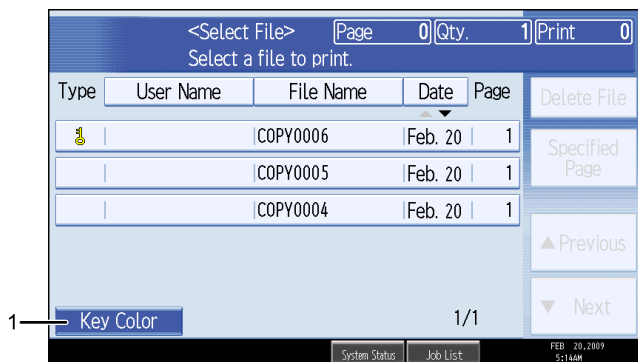 <Select File> Page 0 Qty. 1 Print 0
Select a file to print.
Type User Name File Name Date Page Delete File
COPY0006 Feb. 20 1
COPY0005 Feb. 20 1
COPY0004 Feb. 20 1
Specified
Page
▲ Previous
1 Key Color 1/1 ▼ Next
System Status Job List FEB 20,2009
5:14AM